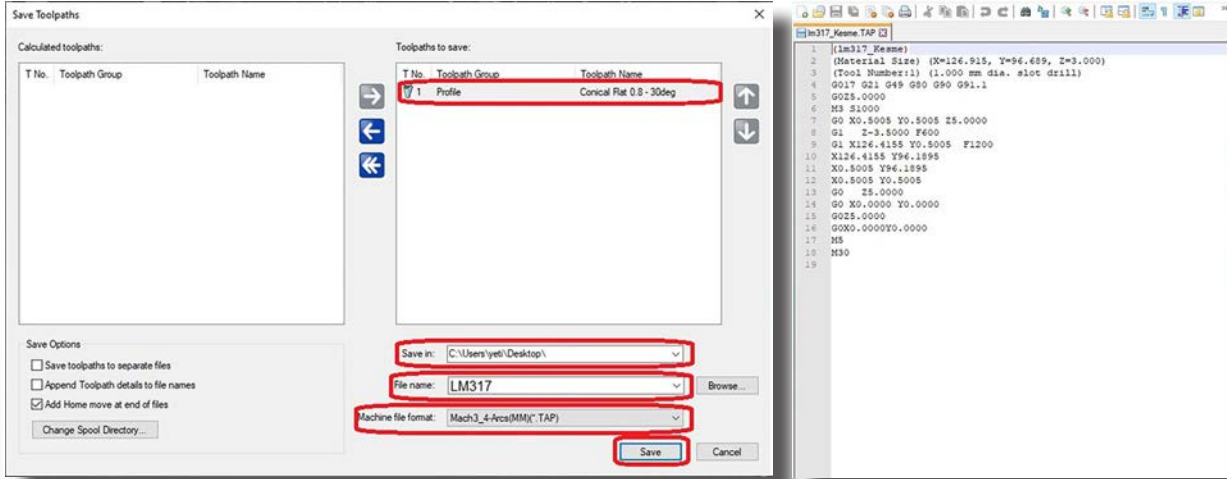 Save Toolpaths
Calculated toolpaths:
T No. Toolpath Group Toolpath Name
Toolpaths to save:
T No. Toolpath Group Toolpath Name
1 Profile Conical Flat 0.8 - 30deg
Save Options
Save toolpaths to separate files
Append Toolpath details to file names
Add Home move at end of files
Change Spool Directory...
Save in: C:\Users\yeti\Desktop\
File name: LM317 Browse...
Machine file format: Mach3_4-Arcs(MM)(*.TAP)
Save Cancel
lm317_Kesme.TAP
1 (lm317_Kesme)
2 (Material Size) (X=126.915, Y=96.689, Z=3.000)
3 (Tool Number:1) (1.000 mm dia. slot drill)
4 G017 G21 G49 G80 G90 G91.1
5 G0Z5.0000
6 M3 S1000
7 G0 X0.5005 Y0.5005 Z5.0000
8 G1 Z-3.5000 F600
9 G1 X126.4155 Y0.5005 F1200
10 X126.4155 Y96.1895
11 X0.5005 Y96.1895
12 X0.5005 Y0.5005
13 G0 Z5.0000
14 G0 X0.0000 Y0.0000
15 G0Z5.0000
16 G0X0.0000Y0.0000
17 M5
18 M30
19